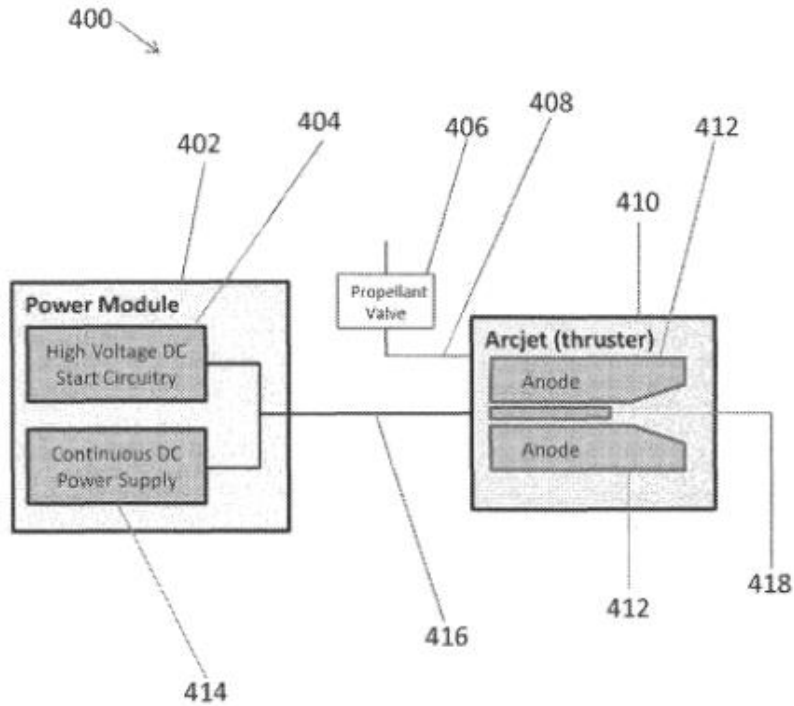 400
404
408
412
402
406
410
Power Module
Propellant
Valve
High Voltage DC
Start Circuitry
Arcjet (thruster)
Anode
Continuous DC
Power Supply
Anode
418
412
416
414